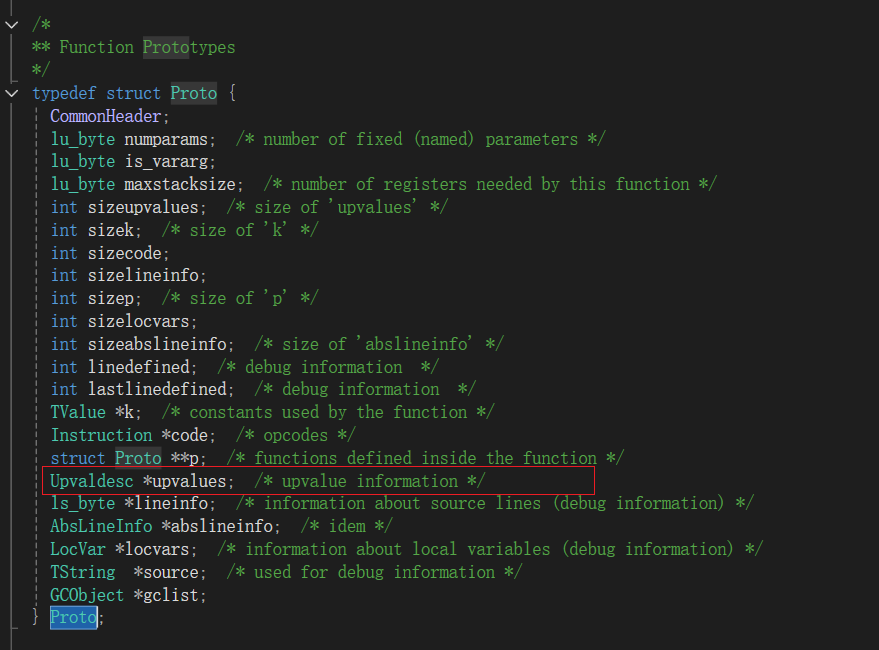 /*
** Function Prototypes
*/
typedef struct Proto {
CommonHeader;
lu_byte numparams;  /* number of fixed (named) parameters */
lu_byte is_vararg;
lu_byte maxstacksize;  /* number of registers needed by this function */
int sizeupvalues;  /* size of 'upvalues' */
int sizek;  /* size of 'k' */
int sizecode;
int sizelineinfo;
int sizep;  /* size of 'p' */
int sizelocvars;
int sizeabslineinfo;  /* size of 'abslineinfo' */
int linedefined;  /* debug information  */
int lastlinedefined;  /* debug information  */
TValue *k;  /* constants used by the function */
Instruction *code;  /* opcodes */
struct Proto **p;  /* functions defined inside the function */
Upvaldesc *upvalues;  /* upvalue information */
ls_byte *lineinfo;  /* information about source lines (debug information) */
AbsLineInfo *abslineinfo;  /* idem */
LocVar *locvars;  /* information about local variables (debug information) */
TString  *source;  /* used for debug information */
GCObject *gclist;
} Proto;